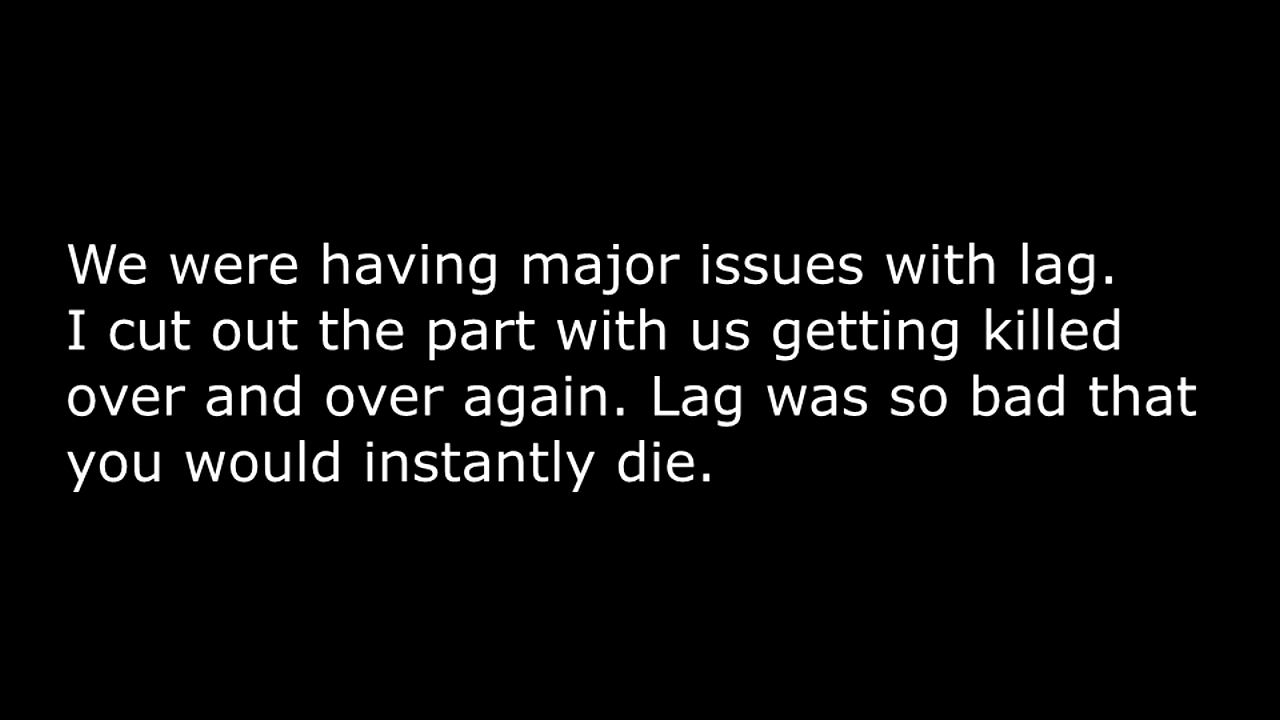 We were having major issues with lag.
I cut out the part with us getting killed
over and over again. Lag was so bad that
you would instantly die.